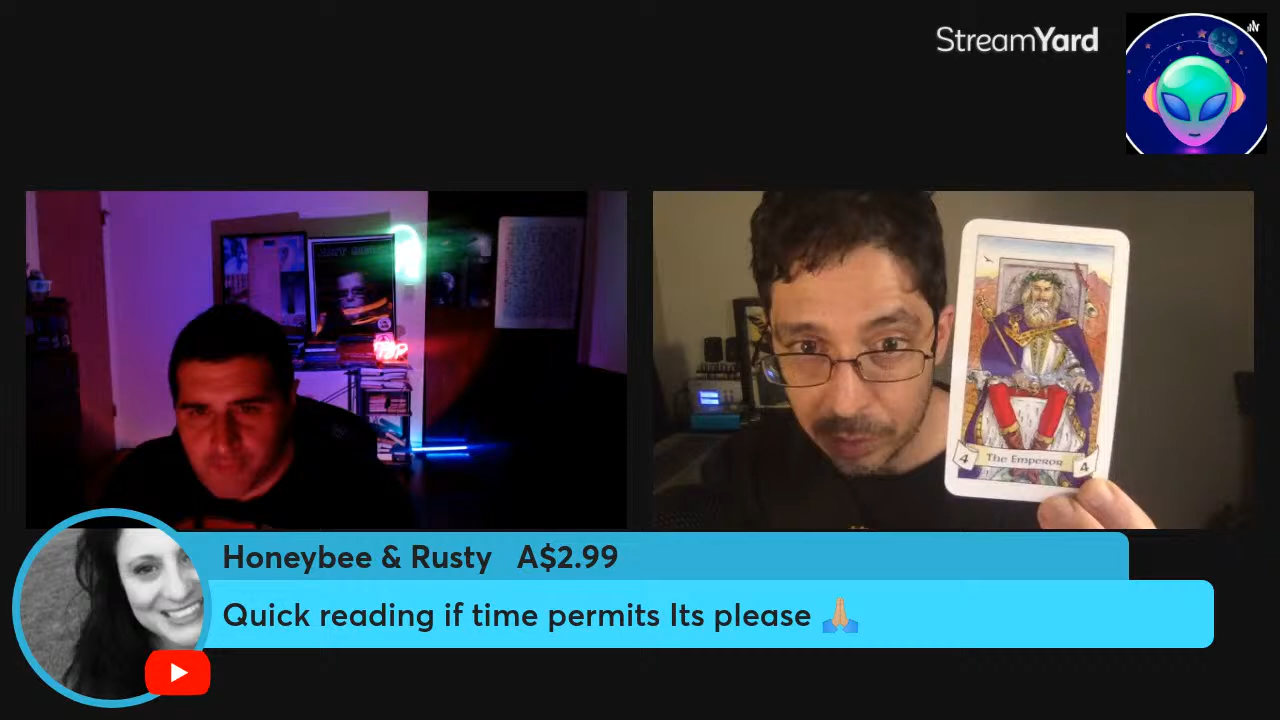 StreamYard
4
The Emperor
4
Honeybee & Rusty A$2.99
Quick reading if time permits Its please 🙏🏼